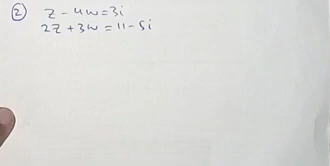 ② z - 4w = 3i
2z + 3w = 11 - 5i